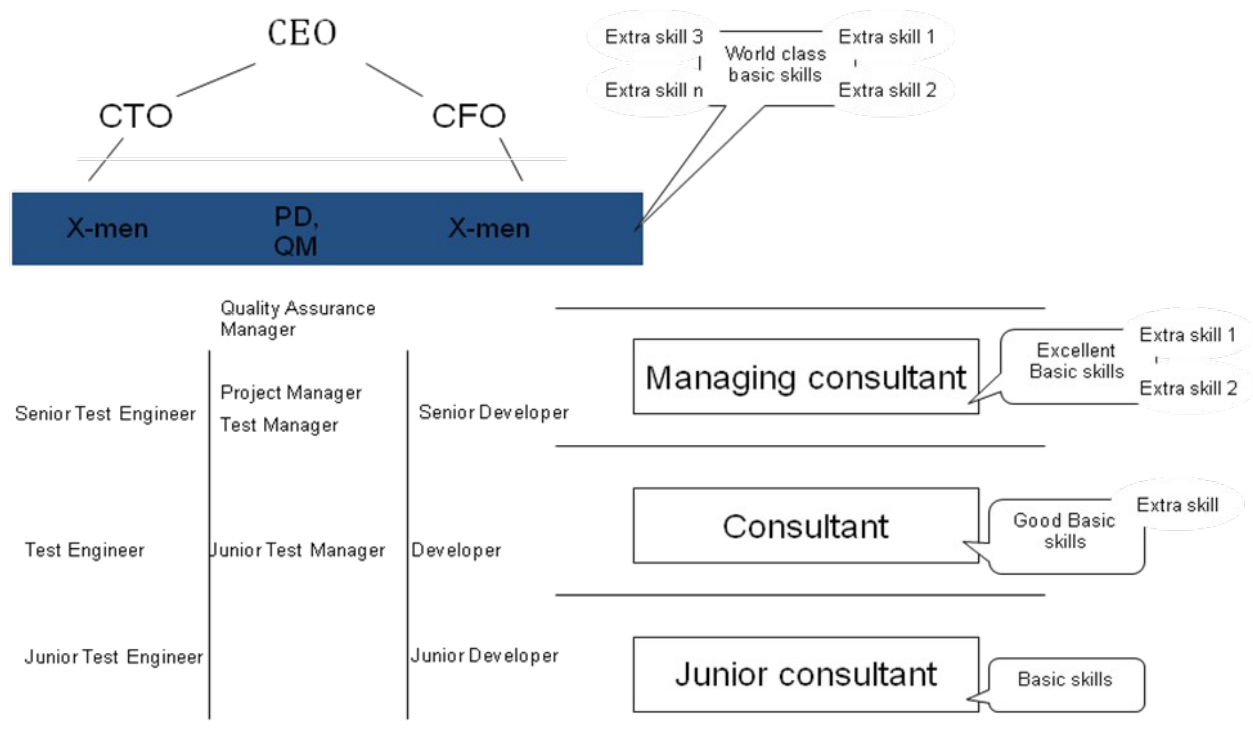 CEO
CTO
CFO
Extra skill 3
World class
basic skills
Extra skill 1
Extra skill n
Extra skill 2
X-men
PD,
QM
X-men
Quality Assurance
Manager
Senior Test Engineer
Project Manager
Test Manager
Senior Developer
Managing consultant
Excellent
Basic skills
Extra skill 1
Extra skill 2
Test Engineer
Junior Test Manager
Developer
Consultant
Good Basic
skills
Extra skill
Junior Test Engineer
Junior Developer
Junior consultant
Basic skills